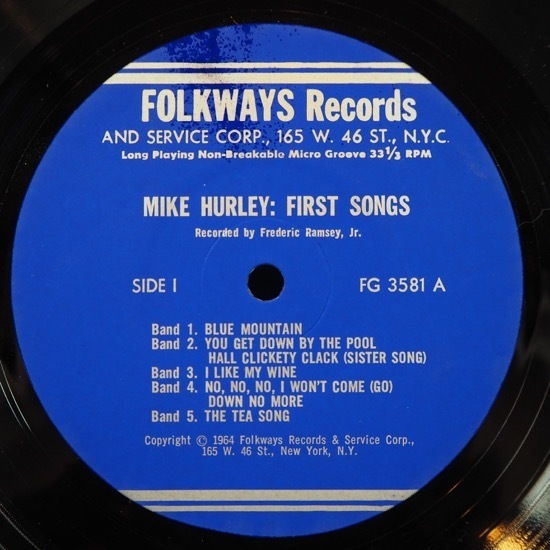 FOLKWAYS Records
AND SERVICE CORP., 165 W. 46 ST., N.Y.C.
Long Playing Non-Breakable Micro Groove 33⅓ RPM
MIKE HURLEY: FIRST SONGS
Recorded by Frederic Ramsey, Jr.
SIDE I
FG 3581 A
Band 1. BLUE MOUNTAIN
Band 2. YOU GET DOWN BY THE POOL
HALL CLICKETY CLACK (SISTER SONG)
Band 3. I LIKE MY WINE
Band 4. NO, NO, NO, I WON'T COME (GO)
DOWN NO MORE
Band 5. THE TEA SONG
Copyright © 1964 Folkways Records & Service Corp.,
165 W. 46 St., New York, N.Y.